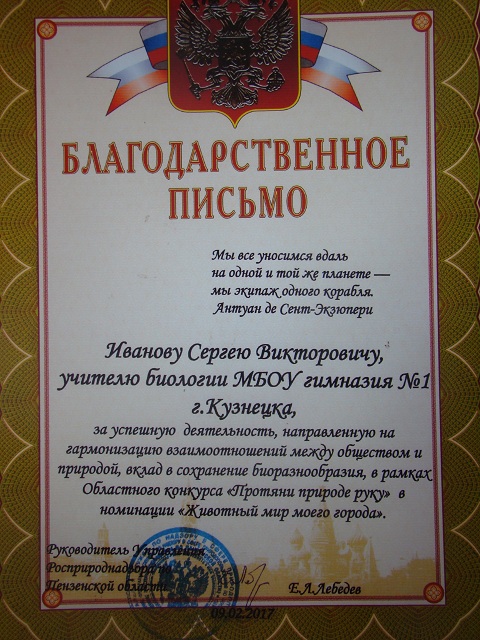 БЛАГОДАРСТВЕННОЕ
ПИСЬМО
Мы все уносимся вдаль
на одной и той же планете —
мы экипаж одного корабля.
Антуан де Сент-Экзюпери
Иванову Сергею Викторовичу,
учителю биологии МБОУ гимназия №1
г.Кузнецка,
за успешную деятельность, направленную на
гармонизацию взаимоотношений между обществом и
природой, вклад в сохранение биоразнообразия, в рамках
Областного конкурса «Протяни природе руку» в
номинации «Животный мир моего города».
Руководитель Управления
Росприроднадзора по
Пензенской области
Е.Л.Лебедев
09.02.2017